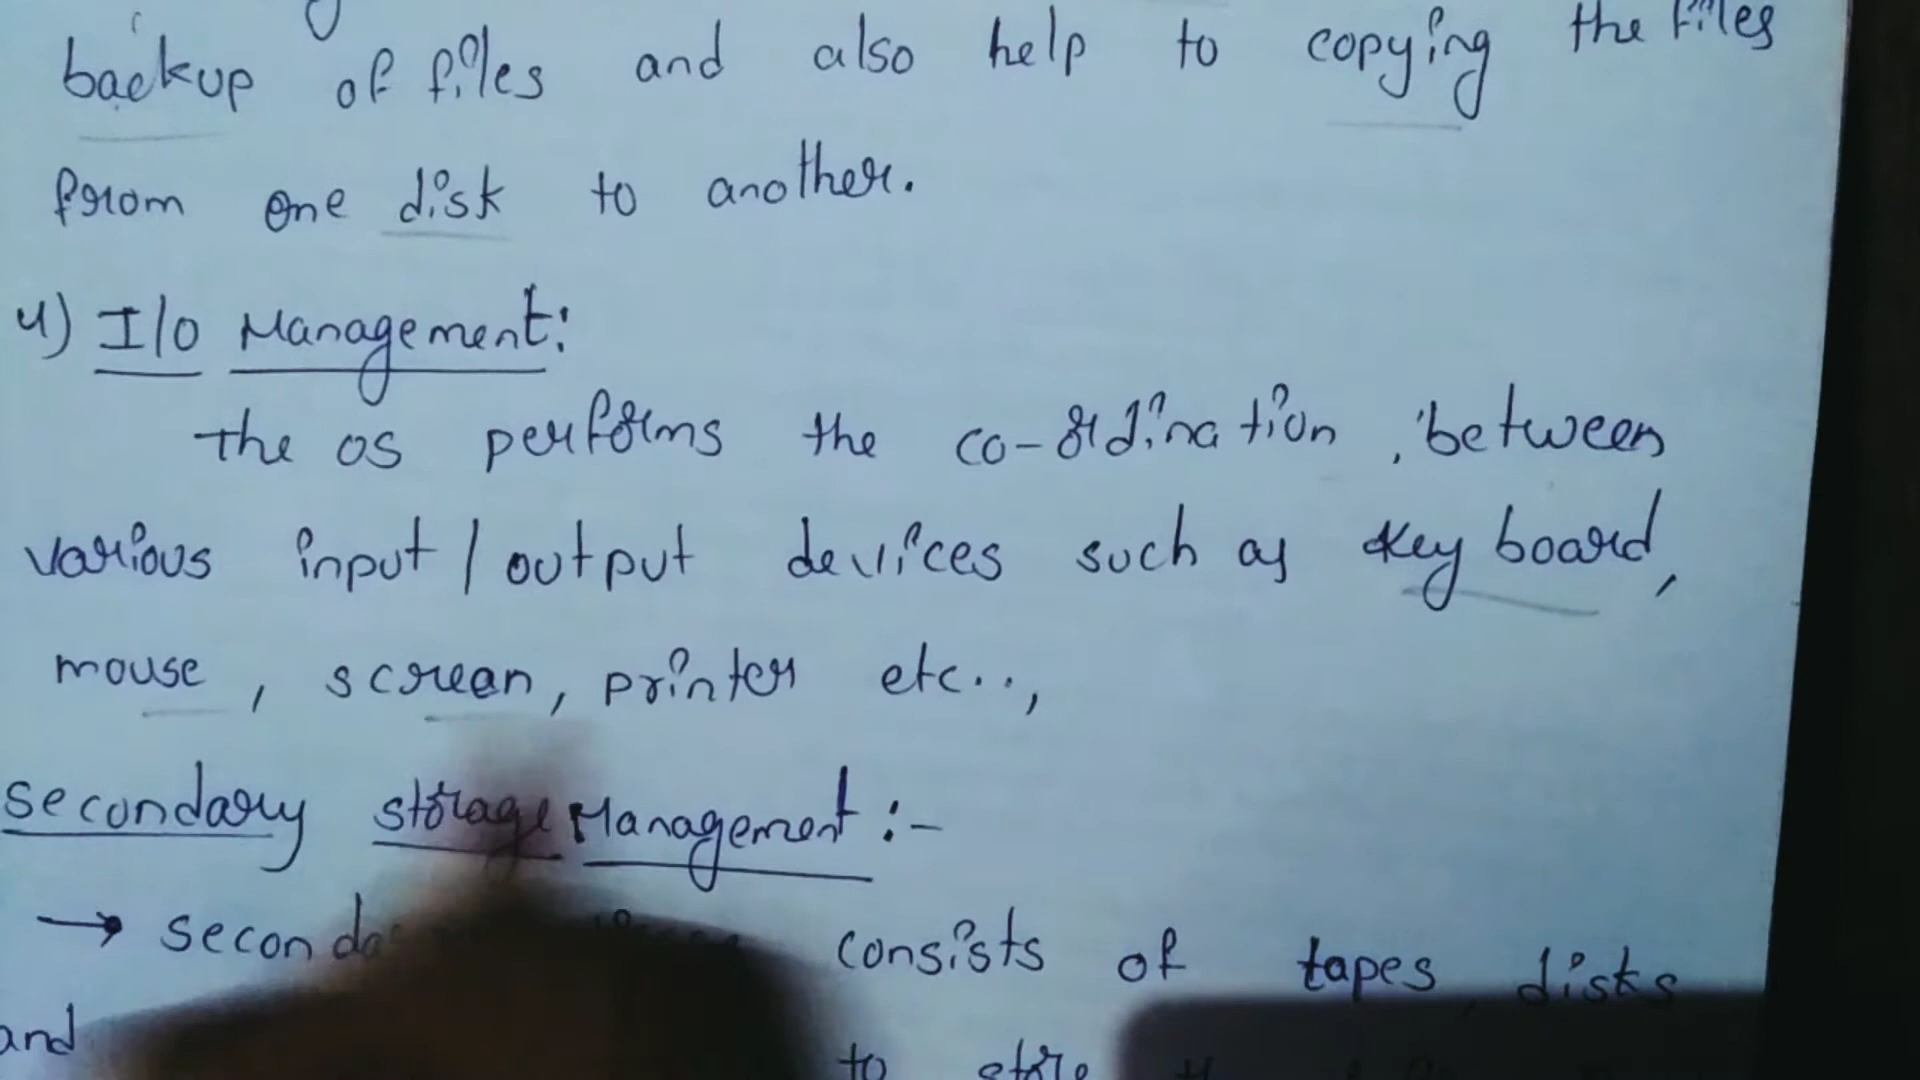 backup of files and also help to copying the files
from one disk to another.
4) I/O Management:
the os performs the co-ordination, between
various input/output devices such as Key board,
mouse, screen, printer etc..,
secondary storage Management:-
→ consists of tapes, disks
and to store